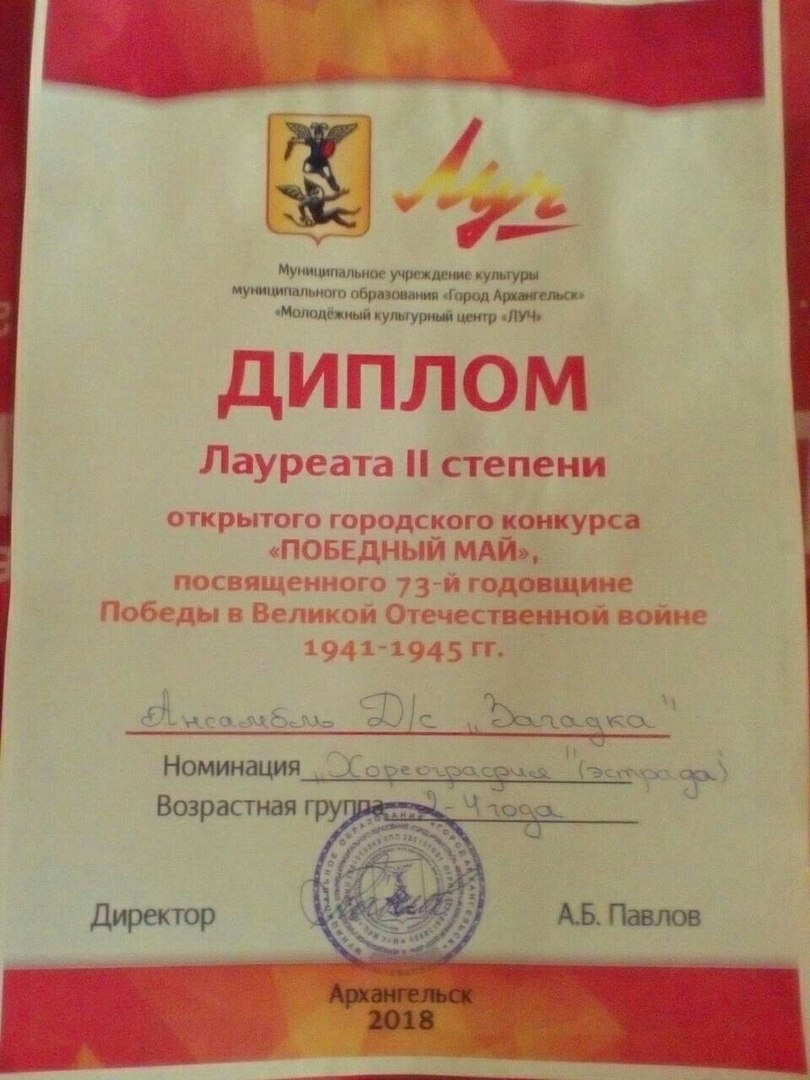 Луч
Муниципальное учреждение культуры
муниципального образования «Город Архангельск»
«Молодёжный культурный центр «ЛУЧ»
ДИПЛОМ
Лауреата II степени
открытого городского конкурса
«ПОБЕДНЫЙ МАЙ»,
посвященного 73-й годовщине
Победы в Великой Отечественной войне
1941-1945 гг.
Ансамбль Д/с „Загадка"
Номинация „Хореография" (эстрада)
Возрастная группа 2-4 года
Директор А.Б. Павлов
Архангельск
2018